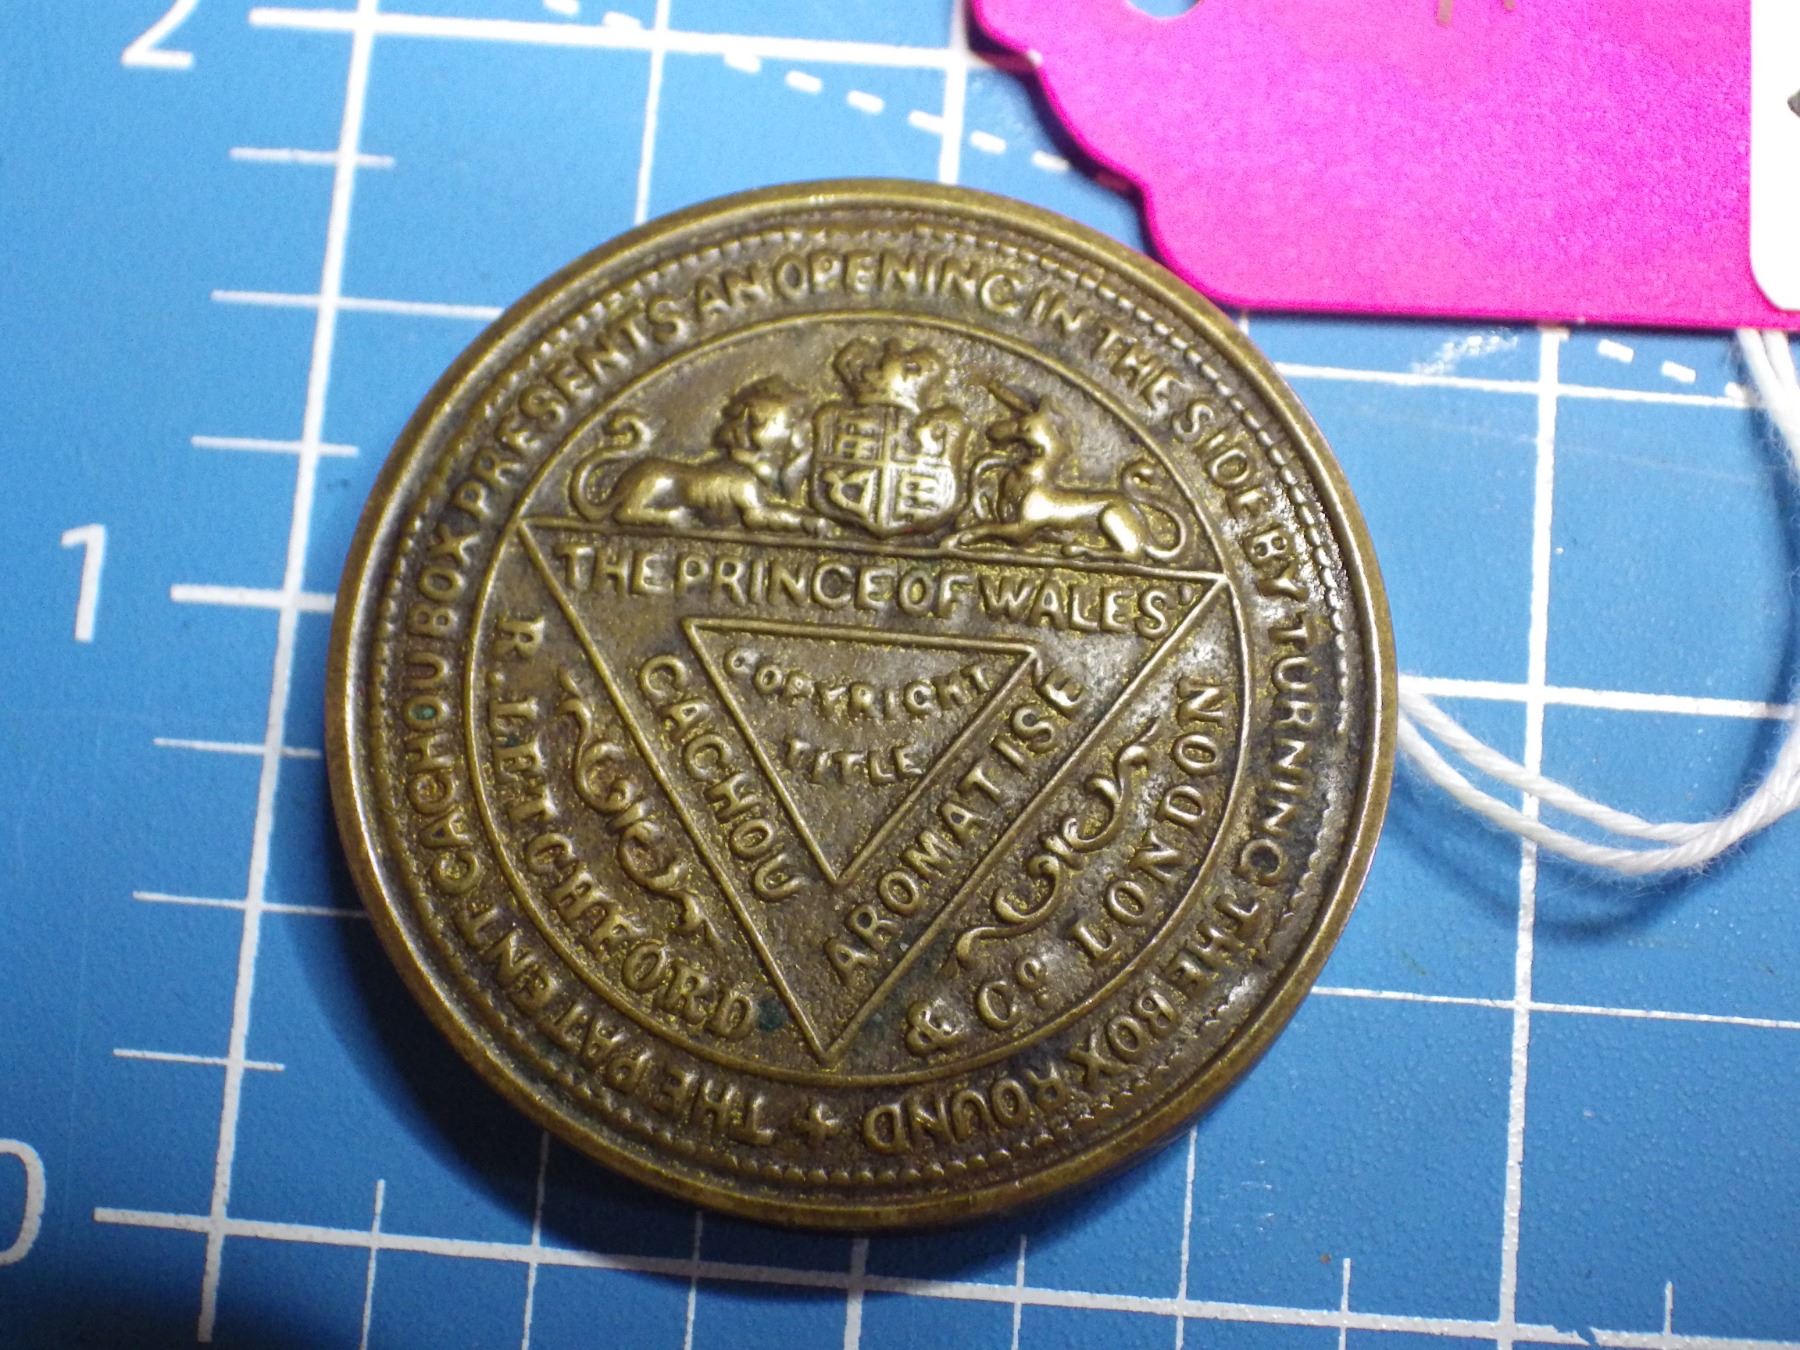 THE PATENT CACHOU BOX PRESENTS AN OPENING IN THE SIDE BY TURNING THE BOX ROUND +
THE PRINCE OF WALES'
CACHOU
AROMATISE
COPYRIGHT
TITLE
R. LETCHFORD
& Co. LONDON
2
1
0